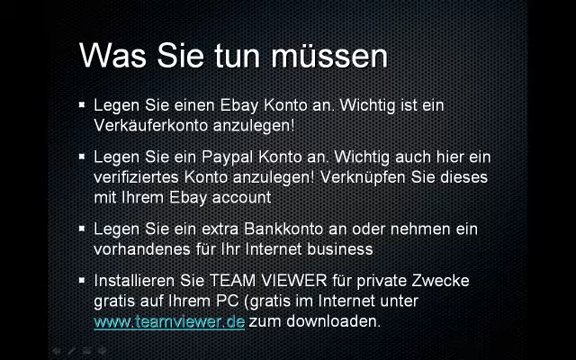 Was Sie tun müssen
Legen Sie einen Ebay Konto an. Wichtig ist ein
Verkäuferkonto anzulegen!
Legen Sie ein Paypal Konto an. Wichtig auch hier ein
verifiziertes Konto anzulegen! Verknüpfen Sie dieses
mit Ihrem Ebay account
Legen Sie ein extra Bankkonto an oder nehmen ein
vorhandenes für Ihr Internet business
Installieren Sie TEAM VIEWER für private Zwecke
gratis auf Ihrem PC (gratis im Internet unter
www.teamviewer.de zum downloaden.